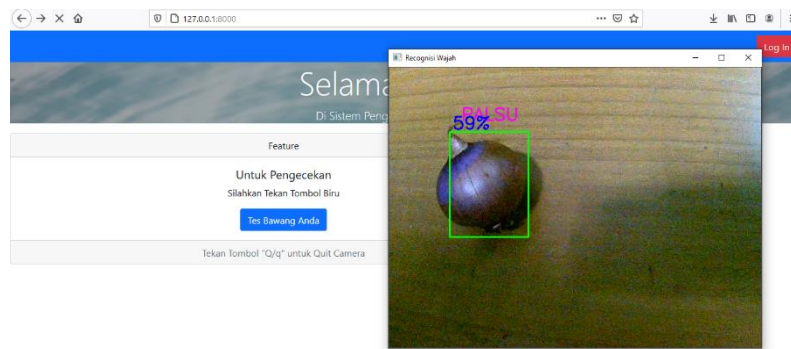 127.0.0.1:8000
Log In
Recognisi Wajah
Selama
Di Sistem Peng
PALSU
59%
Feature
Untuk Pengecekan
Silahkan Tekan Tombol Biru
Tes Bawang Anda
Tekan Tombol "Q/q" untuk Quit Camera